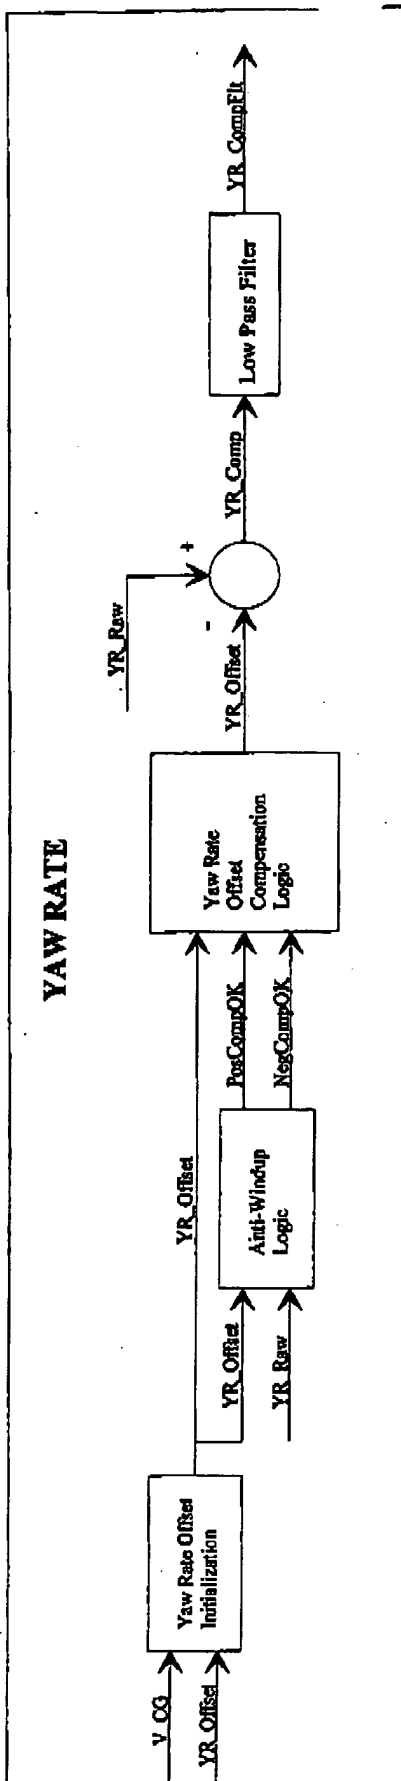 YAW RATE
V_CG
YR_Offset
Yaw Rate Offset
Initialization
YR_Offset
YR_Offset
YR_Raw
Anti-Windup
Logic
PosCompOK
NegCompOK
Yaw Rate
Offset
Compensation
Logic
YR_Offset
YR_Raw
+
-
YR_Comp
Low Pass Filter
YR_CompFlt